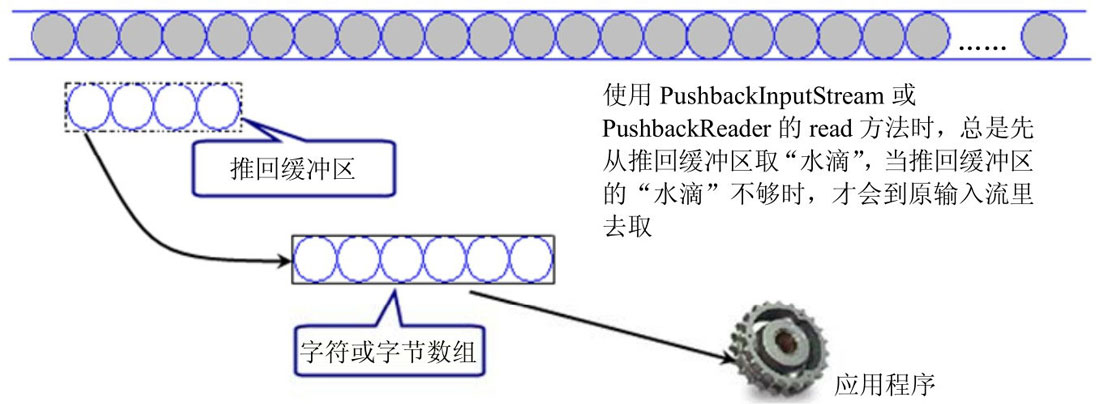 ……
使用 PushbackInputStream 或
PushbackReader 的 read 方法时，总是先
从推回缓冲区取“水滴”，当推回缓冲区
的“水滴”不够时，才会到原输入流里
去取
推回缓冲区
字符或字节数组
应用程序